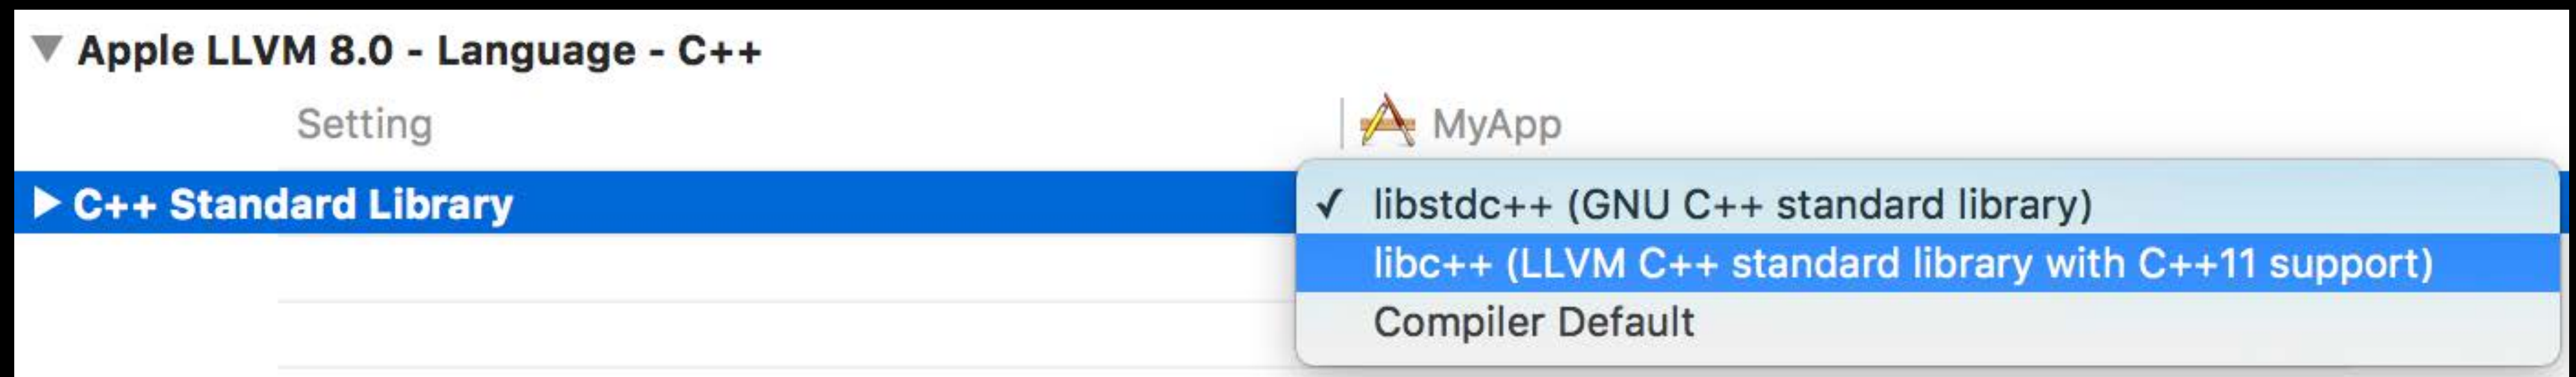 Apple LLVM 8.0 - Language - C++
Setting MyApp
C++ Standard Library ✓ libstdc++ (GNU C++ standard library)
libc++ (LLVM C++ standard library with C++11 support)
Compiler Default